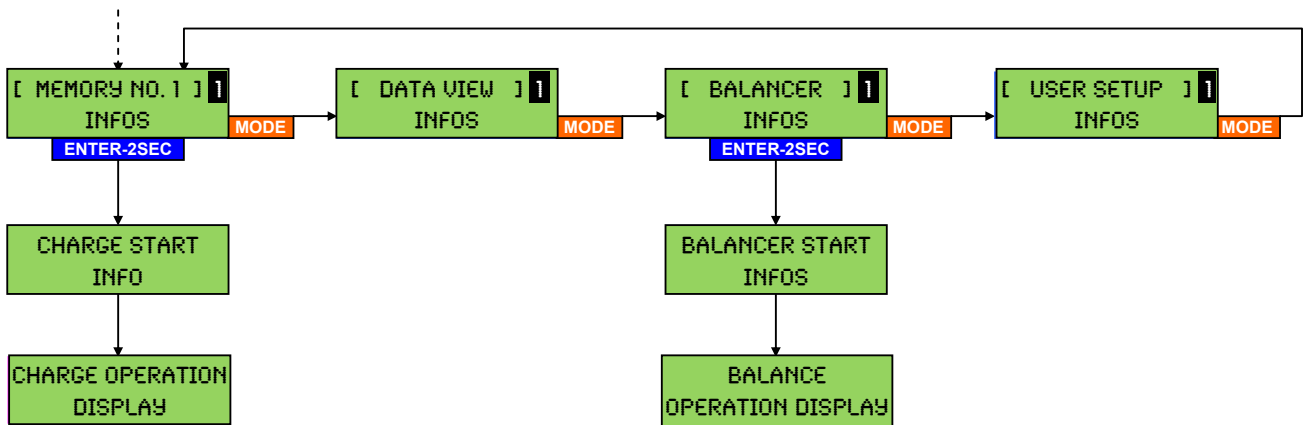 [ MEMORY NO. 1 ] 1
INFOS
MODE
ENTER-2SEC
[ DATA VIEW ] 1
INFOS
MODE
[ BALANCER ] 1
INFOS
MODE
ENTER-2SEC
[ USER SETUP ] 1
INFOS
MODE
CHARGE START
INFO
BALANCER START
INFOS
CHARGE OPERATION
DISPLAY
BALANCE
OPERATION DISPLAY